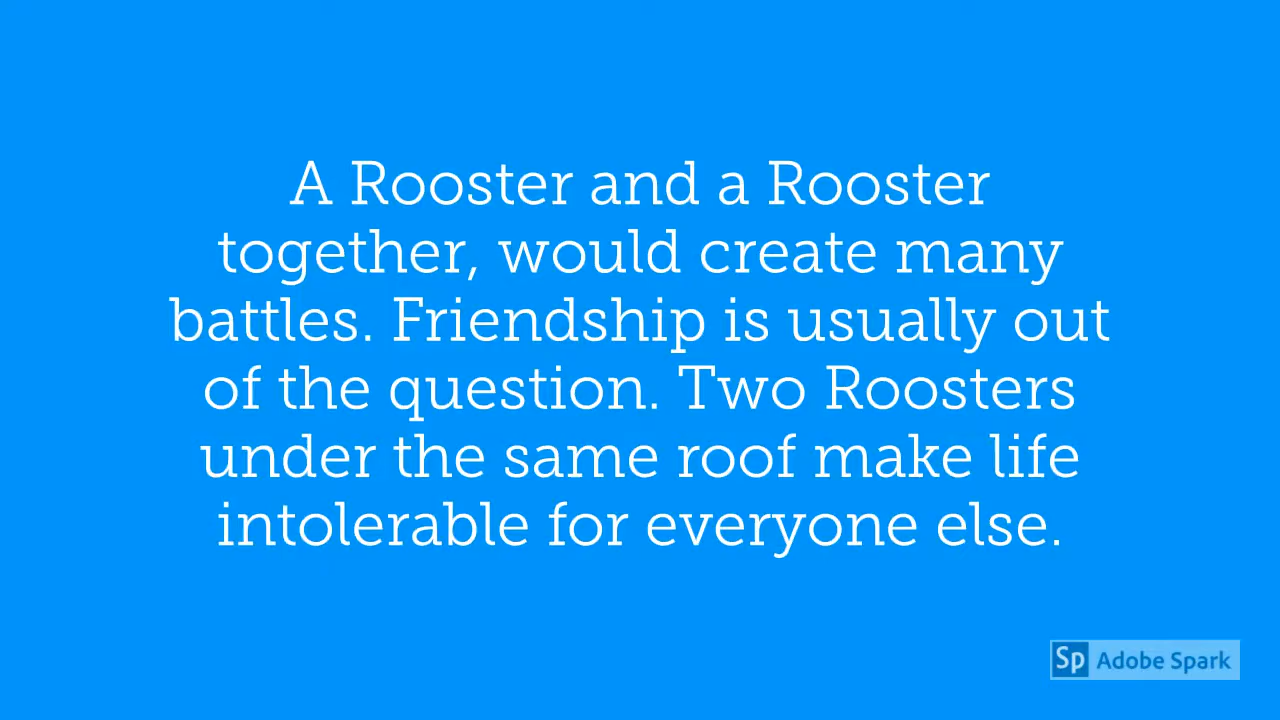 A Rooster and a Rooster
together, would create many
battles. Friendship is usually out
of the question. Two Roosters
under the same roof make life
intolerable for everyone else.
Sp Adobe Spark